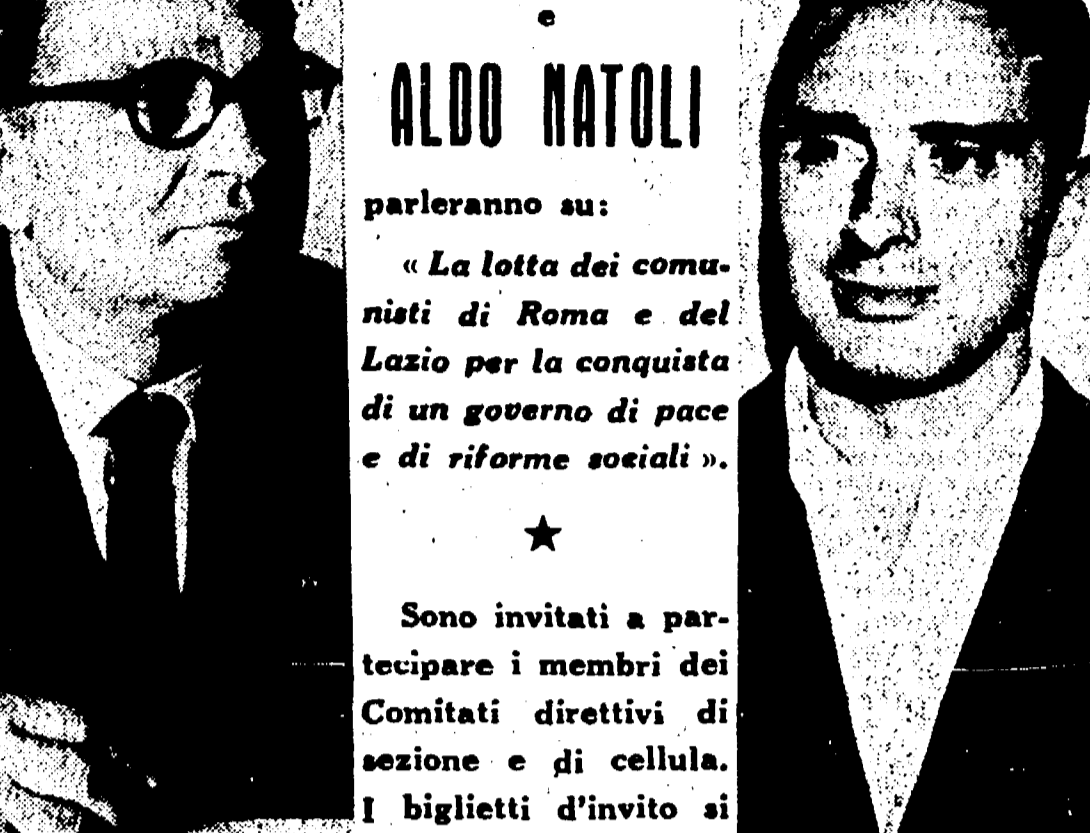 e
ALDO NATOLI
parleranno su:
« La lotta dei comu-
nisti di Roma e del
Lazio per la conquista
di un governo di pace
e di riforme sociali ».
Sono invitati a par-
tecipare i membri dei
Comitati direttivi di
sezione e di cellula.
I biglietti d'invito si